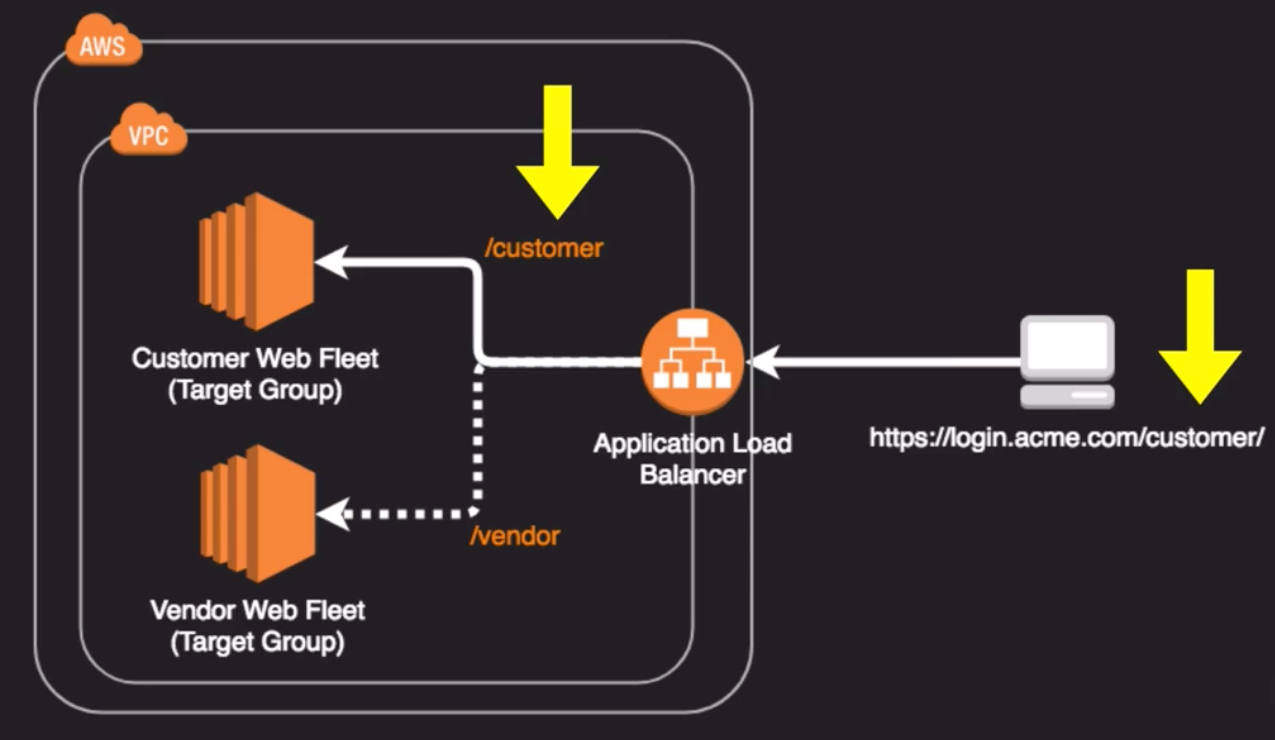 AWS
VPC
/customer
Customer Web Fleet
(Target Group)
Application Load
Balancer
https://login.acme.com/customer/
/vendor
Vendor Web Fleet
(Target Group)